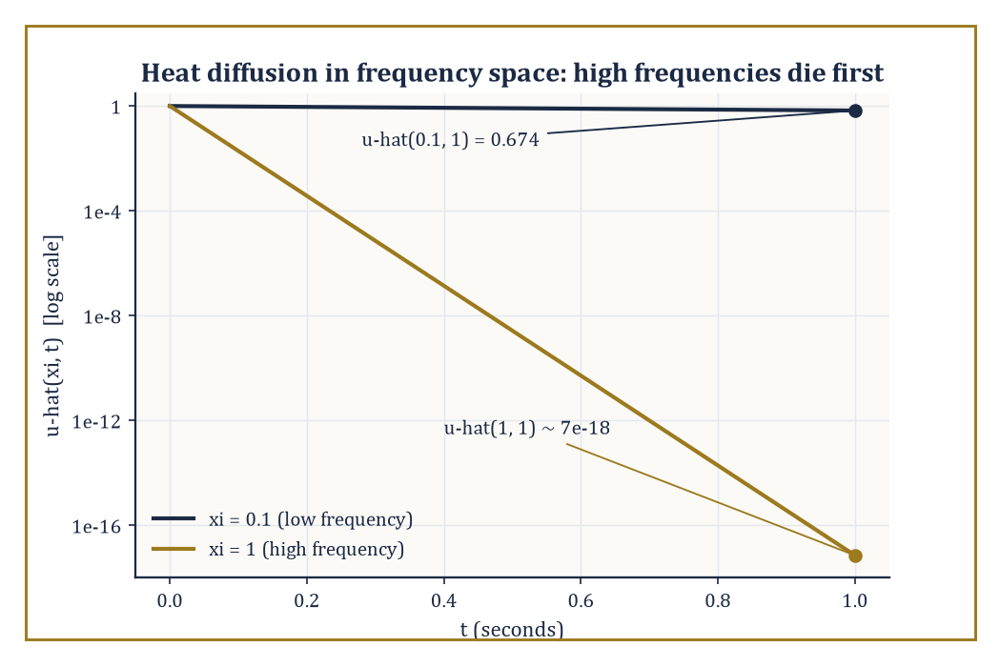 Heat diffusion in frequency space: high frequencies die first
1
u-hat(0.1, 1) = 0.674
1e-4
u-hat(xi, t)  [log scale]
1e-8
1e-12
u-hat(1, 1) ~ 7e-18
1e-16
xi = 0.1 (low frequency)
xi = 1 (high frequency)
0.0 0.2 0.4 0.6 0.8 1.0
t (seconds)